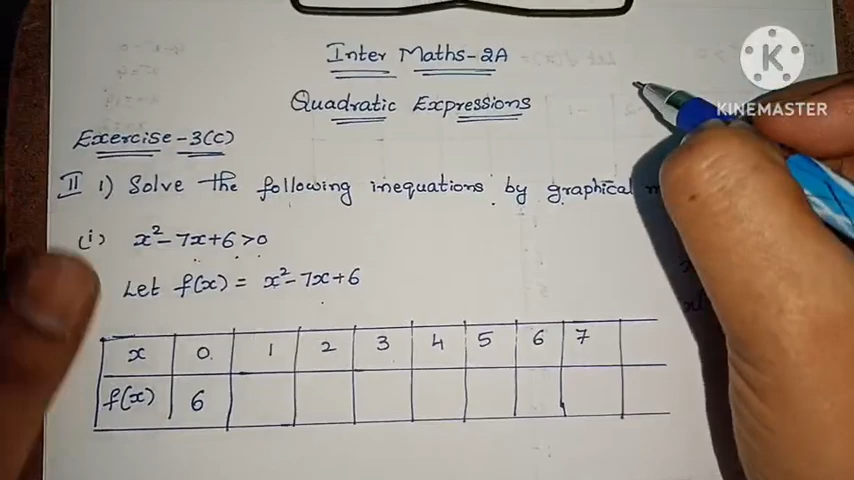 Inter Maths-2A
Quadratic Expressions
Exercise-3(c)
II 1) Solve the following inequations by graphical
(i) x²-7x+6>0
Let f(x) = x²-7x+6
x 0 1 2 3 4 5 6 7
f(x) 6
K
KINEMASTER